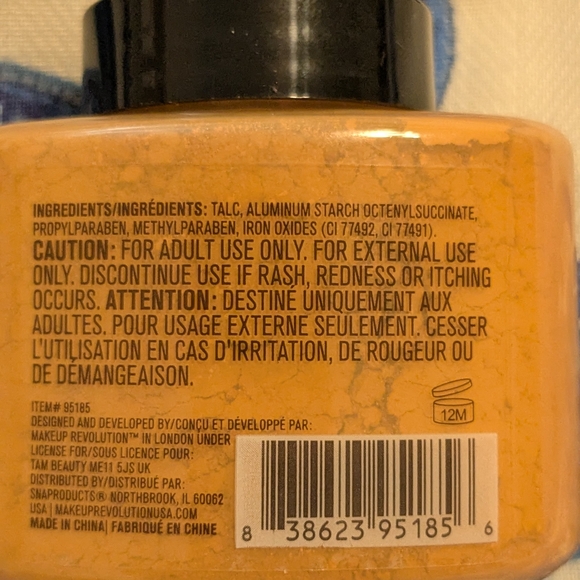 INGREDIENTS/INGRÉDIENTS: TALC, ALUMINUM STARCH OCTENYLSUCCINATE,
PROPYLPARABEN, METHYLPARABEN, IRON OXIDES (CI 77492, CI 77491).
CAUTION: FOR ADULT USE ONLY. FOR EXTERNAL USE
ONLY. DISCONTINUE USE IF RASH, REDNESS OR ITCHING
OCCURS. ATTENTION: DESTINÉ UNIQUEMENT AUX
ADULTES. POUR USAGE EXTERNE SEULEMENT. CESSER
L'UTILISATION EN CAS D'IRRITATION, DE ROUGEUR OU
DE DÉMANGEAISON.
ITEM# 95185
DESIGNED AND DEVELOPED BY/CONÇU ET DÉVELOPPÉ PAR:
MAKEUP REVOLUTION™ IN LONDON UNDER
LICENSE FOR/SOUS LICENCE POUR:
TAM BEAUTY ME11 5JS UK
DISTRIBUTED BY/DISTRIBUÉ PAR:
SNAPRODUCTS® NORTHBROOK, IL 60062
USA | MAKEUPREVOLUTIONUSA.COM
MADE IN CHINA| FABRIQUÉ EN CHINE
12M
8 38623 95185 6